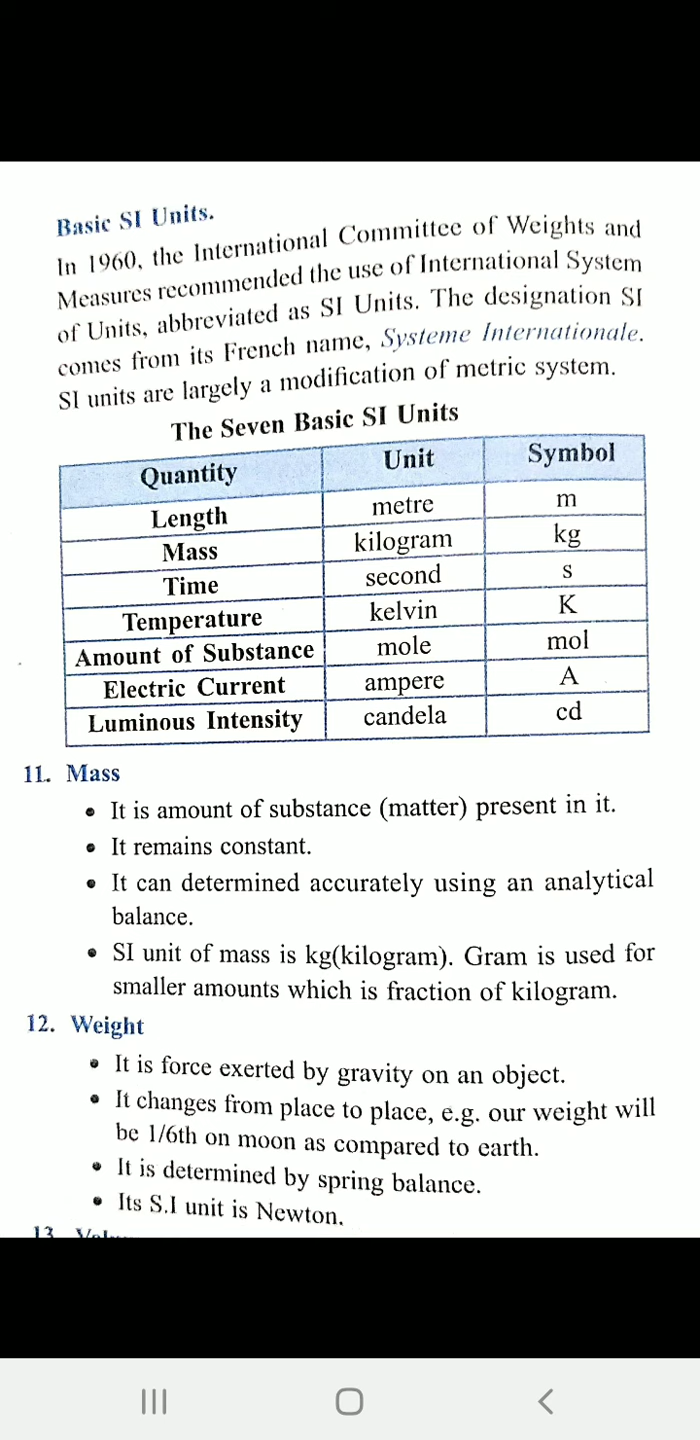 Basic SI Units.
In 1960, the International Committee of Weights and
Measures recommended the use of International System
of Units, abbreviated as SI Units. The designation SI
comes from its French name, Systeme Internationale.
SI units are largely a modification of metric system.
The Seven Basic SI Units
Quantity Unit Symbol
Length metre m
Mass kilogram kg
Time second s
Temperature kelvin K
Amount of Substance mole mol
Electric Current ampere A
Luminous Intensity candela cd
11. Mass
• It is amount of substance (matter) present in it.
• It remains constant.
• It can determined accurately using an analytical
balance.
• SI unit of mass is kg(kilogram). Gram is used for
smaller amounts which is fraction of kilogram.
12. Weight
• It is force exerted by gravity on an object.
• It changes from place to place, e.g. our weight will
be 1/6th on moon as compared to earth.
• It is determined by spring balance.
• Its S.I unit is Newton.
13